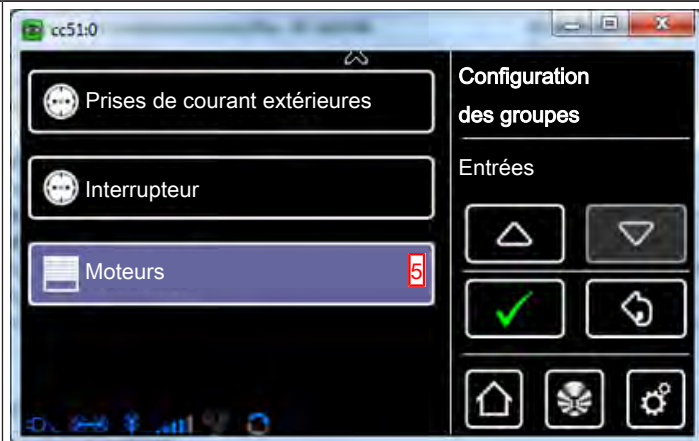 cc51:0
Prises de courant extérieures
Interrupteur
Moteurs 5
Configuration
des groupes
Entrées